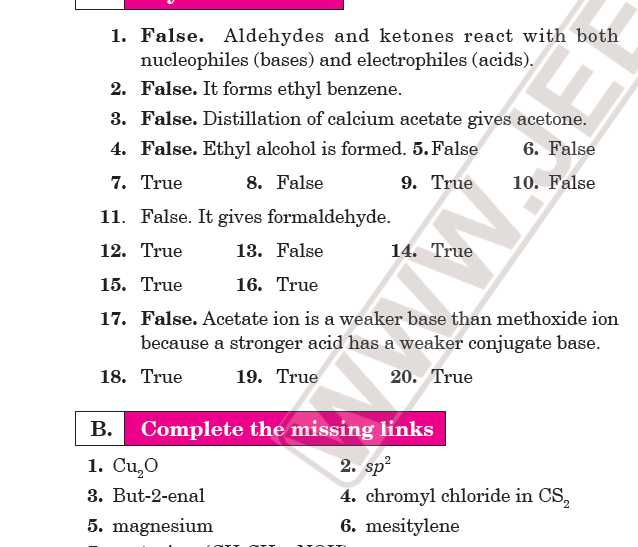 1. False. Aldehydes and ketones react with both
nucleophiles (bases) and electrophiles (acids).
2. False. It forms ethyl benzene.
3. False. Distillation of calcium acetate gives acetone.
4. False. Ethyl alcohol is formed. 5. False 6. False
7. True 8. False 9. True 10. False
11. False. It gives formaldehyde.
12. True 13. False 14. True
15. True 16. True
17. False. Acetate ion is a weaker base than methoxide ion
because a stronger acid has a weaker conjugate base.
18. True 19. True 20. True
B. Complete the missing links
1. Cu₂O 2. sp²
3. But-2-enal 4. chromyl chloride in CS₂
5. magnesium 6. mesitylene
WWW.JEE